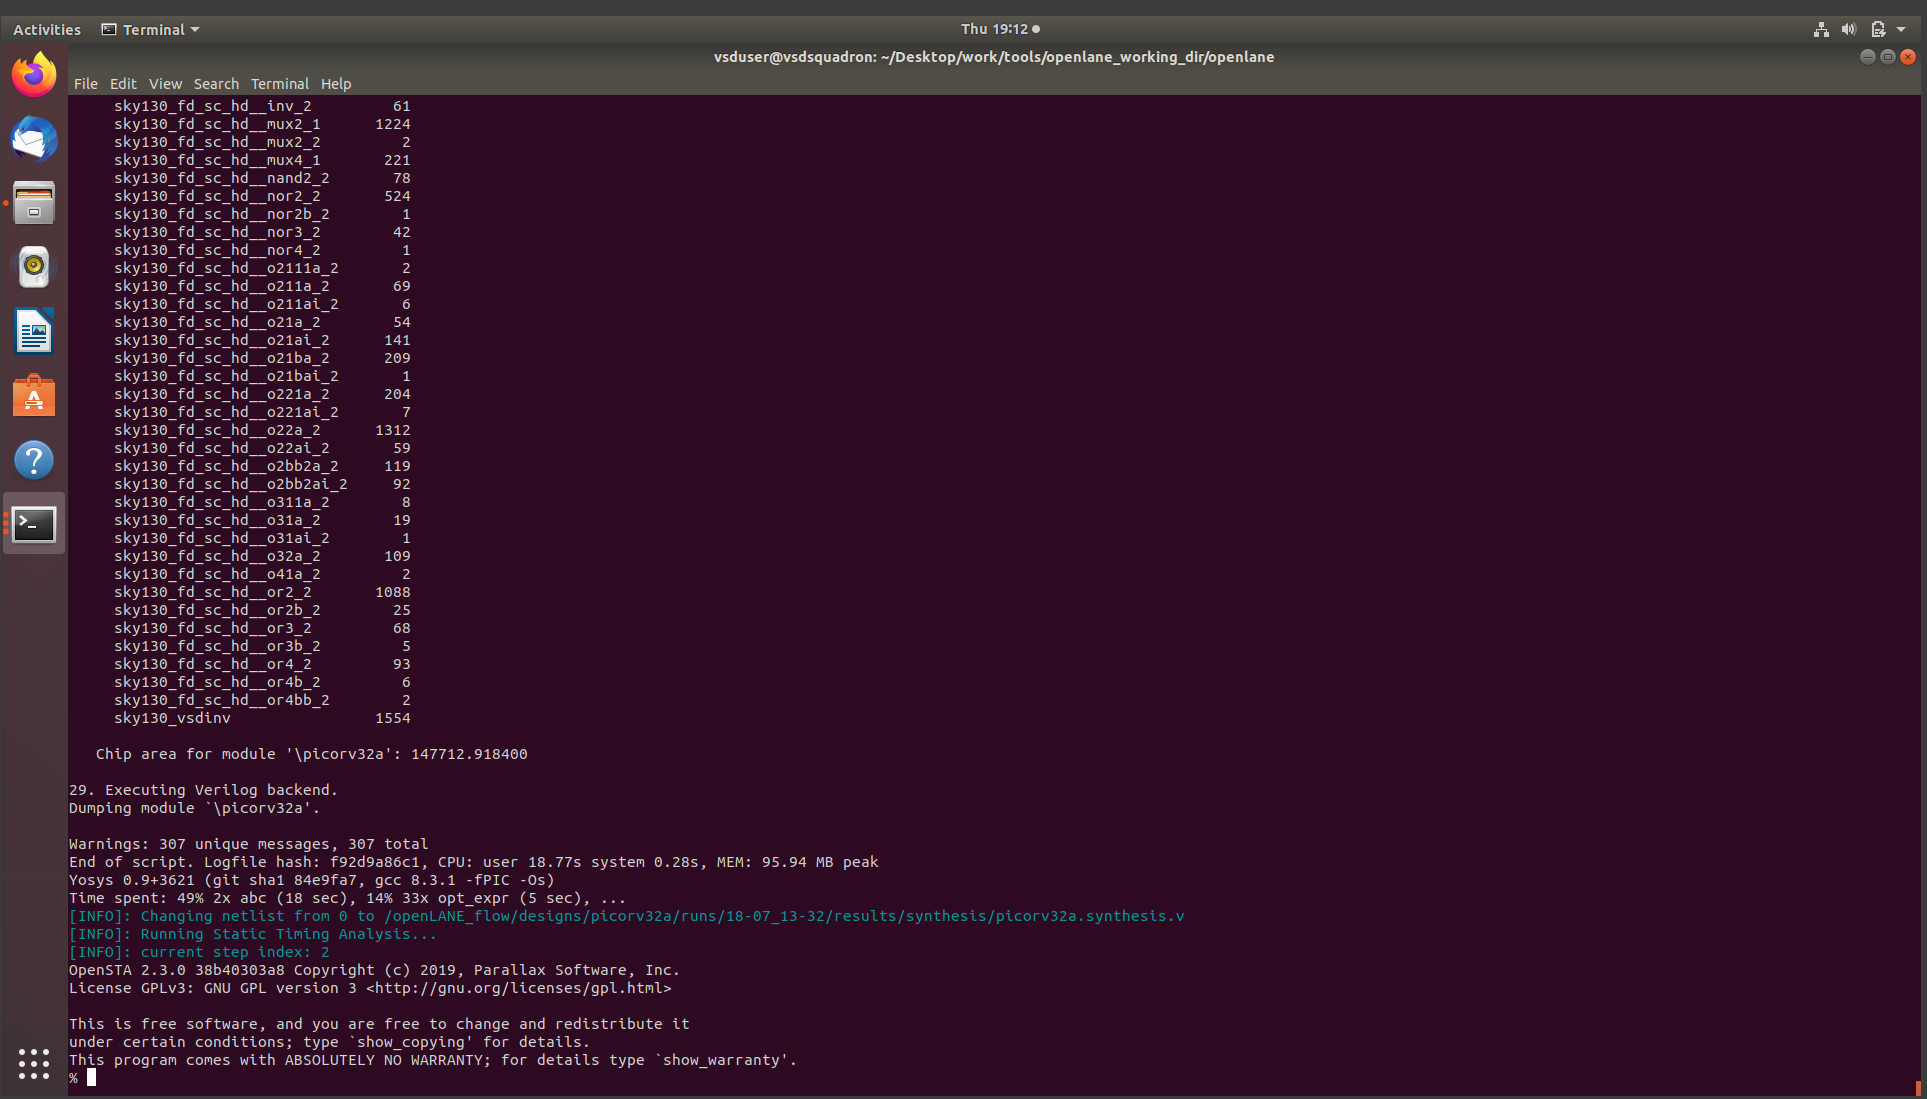 Activities Terminal Thu 19:12
vsduser@vsdsquadron: ~/Desktop/work/tools/openlane_working_dir/openlane
File Edit View Search Terminal Help
sky130_fd_sc_hd__inv_2 61
sky130_fd_sc_hd__mux2_1 1224
sky130_fd_sc_hd__mux2_2 2
sky130_fd_sc_hd__mux4_1 221
sky130_fd_sc_hd__nand2_2 78
sky130_fd_sc_hd__nor2_2 524
sky130_fd_sc_hd__nor2b_2 1
sky130_fd_sc_hd__nor3_2 42
sky130_fd_sc_hd__nor4_2 1
sky130_fd_sc_hd__o2111a_2 2
sky130_fd_sc_hd__o211a_2 69
sky130_fd_sc_hd__o211ai_2 6
sky130_fd_sc_hd__o21a_2 54
sky130_fd_sc_hd__o21ai_2 141
sky130_fd_sc_hd__o21ba_2 209
sky130_fd_sc_hd__o21bai_2 1
sky130_fd_sc_hd__o221a_2 204
sky130_fd_sc_hd__o221ai_2 7
sky130_fd_sc_hd__o22a_2 1312
sky130_fd_sc_hd__o22ai_2 59
sky130_fd_sc_hd__o2bb2a_2 119
sky130_fd_sc_hd__o2bb2ai_2 92
sky130_fd_sc_hd__o311a_2 8
sky130_fd_sc_hd__o31a_2 19
sky130_fd_sc_hd__o31ai_2 1
sky130_fd_sc_hd__o32a_2 109
sky130_fd_sc_hd__o41a_2 2
sky130_fd_sc_hd__or2_2 1088
sky130_fd_sc_hd__or2b_2 25
sky130_fd_sc_hd__or3_2 68
sky130_fd_sc_hd__or3b_2 5
sky130_fd_sc_hd__or4_2 93
sky130_fd_sc_hd__or4b_2 6
sky130_fd_sc_hd__or4bb_2 2
sky130_vsdinv 1554
Chip area for module '\picorv32a': 147712.918400
29. Executing Verilog backend.
Dumping module `\picorv32a'.
Warnings: 307 unique messages, 307 total
End of script. Logfile hash: f92d9a86c1, CPU: user 18.77s system 0.28s, MEM: 95.94 MB peak
Yosys 0.9+3621 (git sha1 84e9fa7, gcc 8.3.1 -fPIC -Os)
Time spent: 49% 2x abc (18 sec), 14% 33x opt_expr (5 sec), ...
[INFO]: Changing netlist from 0 to /openLANE_flow/designs/picorv32a/runs/18-07_13-32/results/synthesis/picorv32a.synthesis.v
[INFO]: Running Static Timing Analysis...
[INFO]: current step index: 2
OpenSTA 2.3.0 38b40303a8 Copyright (c) 2019, Parallax Software, Inc.
License GPLv3: GNU GPL version 3 <http://gnu.org/licenses/gpl.html>
This is free software, and you are free to change and redistribute it
under certain conditions; type `show_copying' for details.
This program comes with ABSOLUTELY NO WARRANTY; for details type `show_warranty'.
%